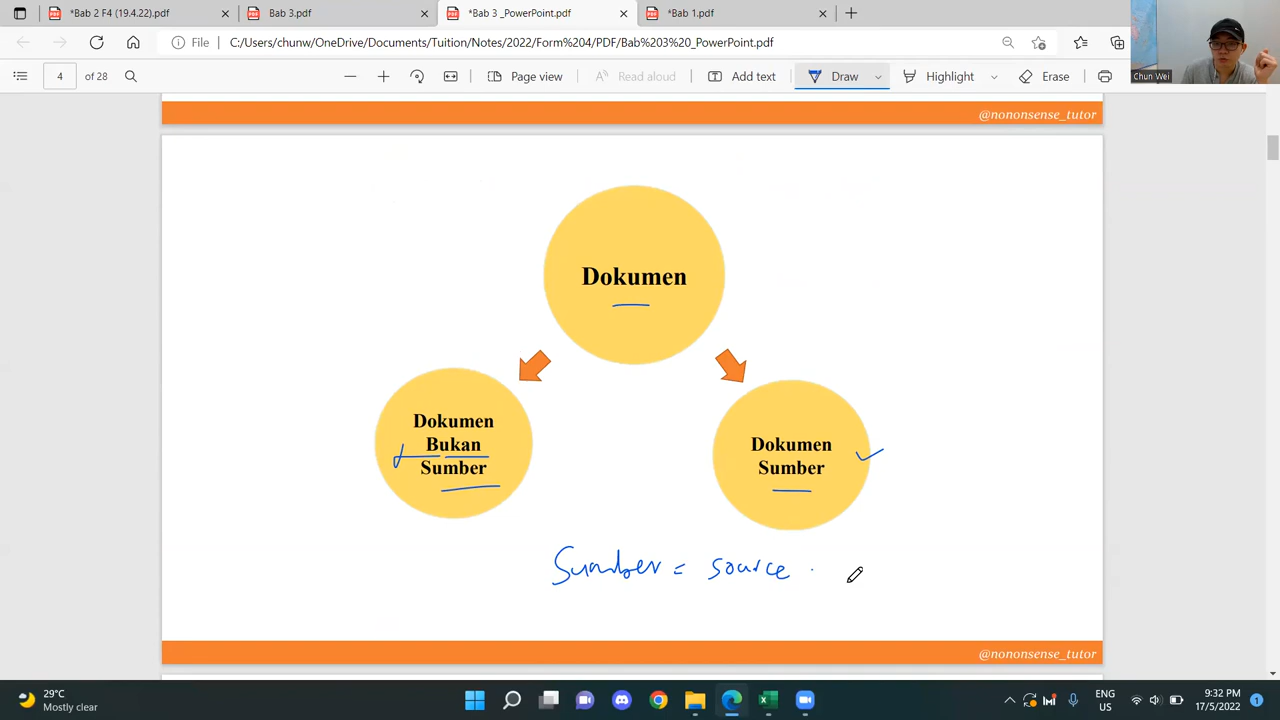 *Bab 2 F4 (19.4.22).pdf
Bab 3.pdf
*Bab 3 _PowerPoint.pdf
*Bab 1.pdf
File
C:/Users/chunw/OneDrive/Documents/Tuition/Notes/2022/Form%204/PDF/Bab%203%20_PowerPoint.pdf
Chun Wei
4 of 28
Page view
Read aloud
Add text
Draw
Highlight
Erase
@nononsense_tutor
Dokumen
Dokumen
Bukan
Sumber
Dokumen
Sumber
Sumber = source .
@nononsense_tutor
29°C
Mostly clear
ENG
US
9:32 PM
17/5/2022
1